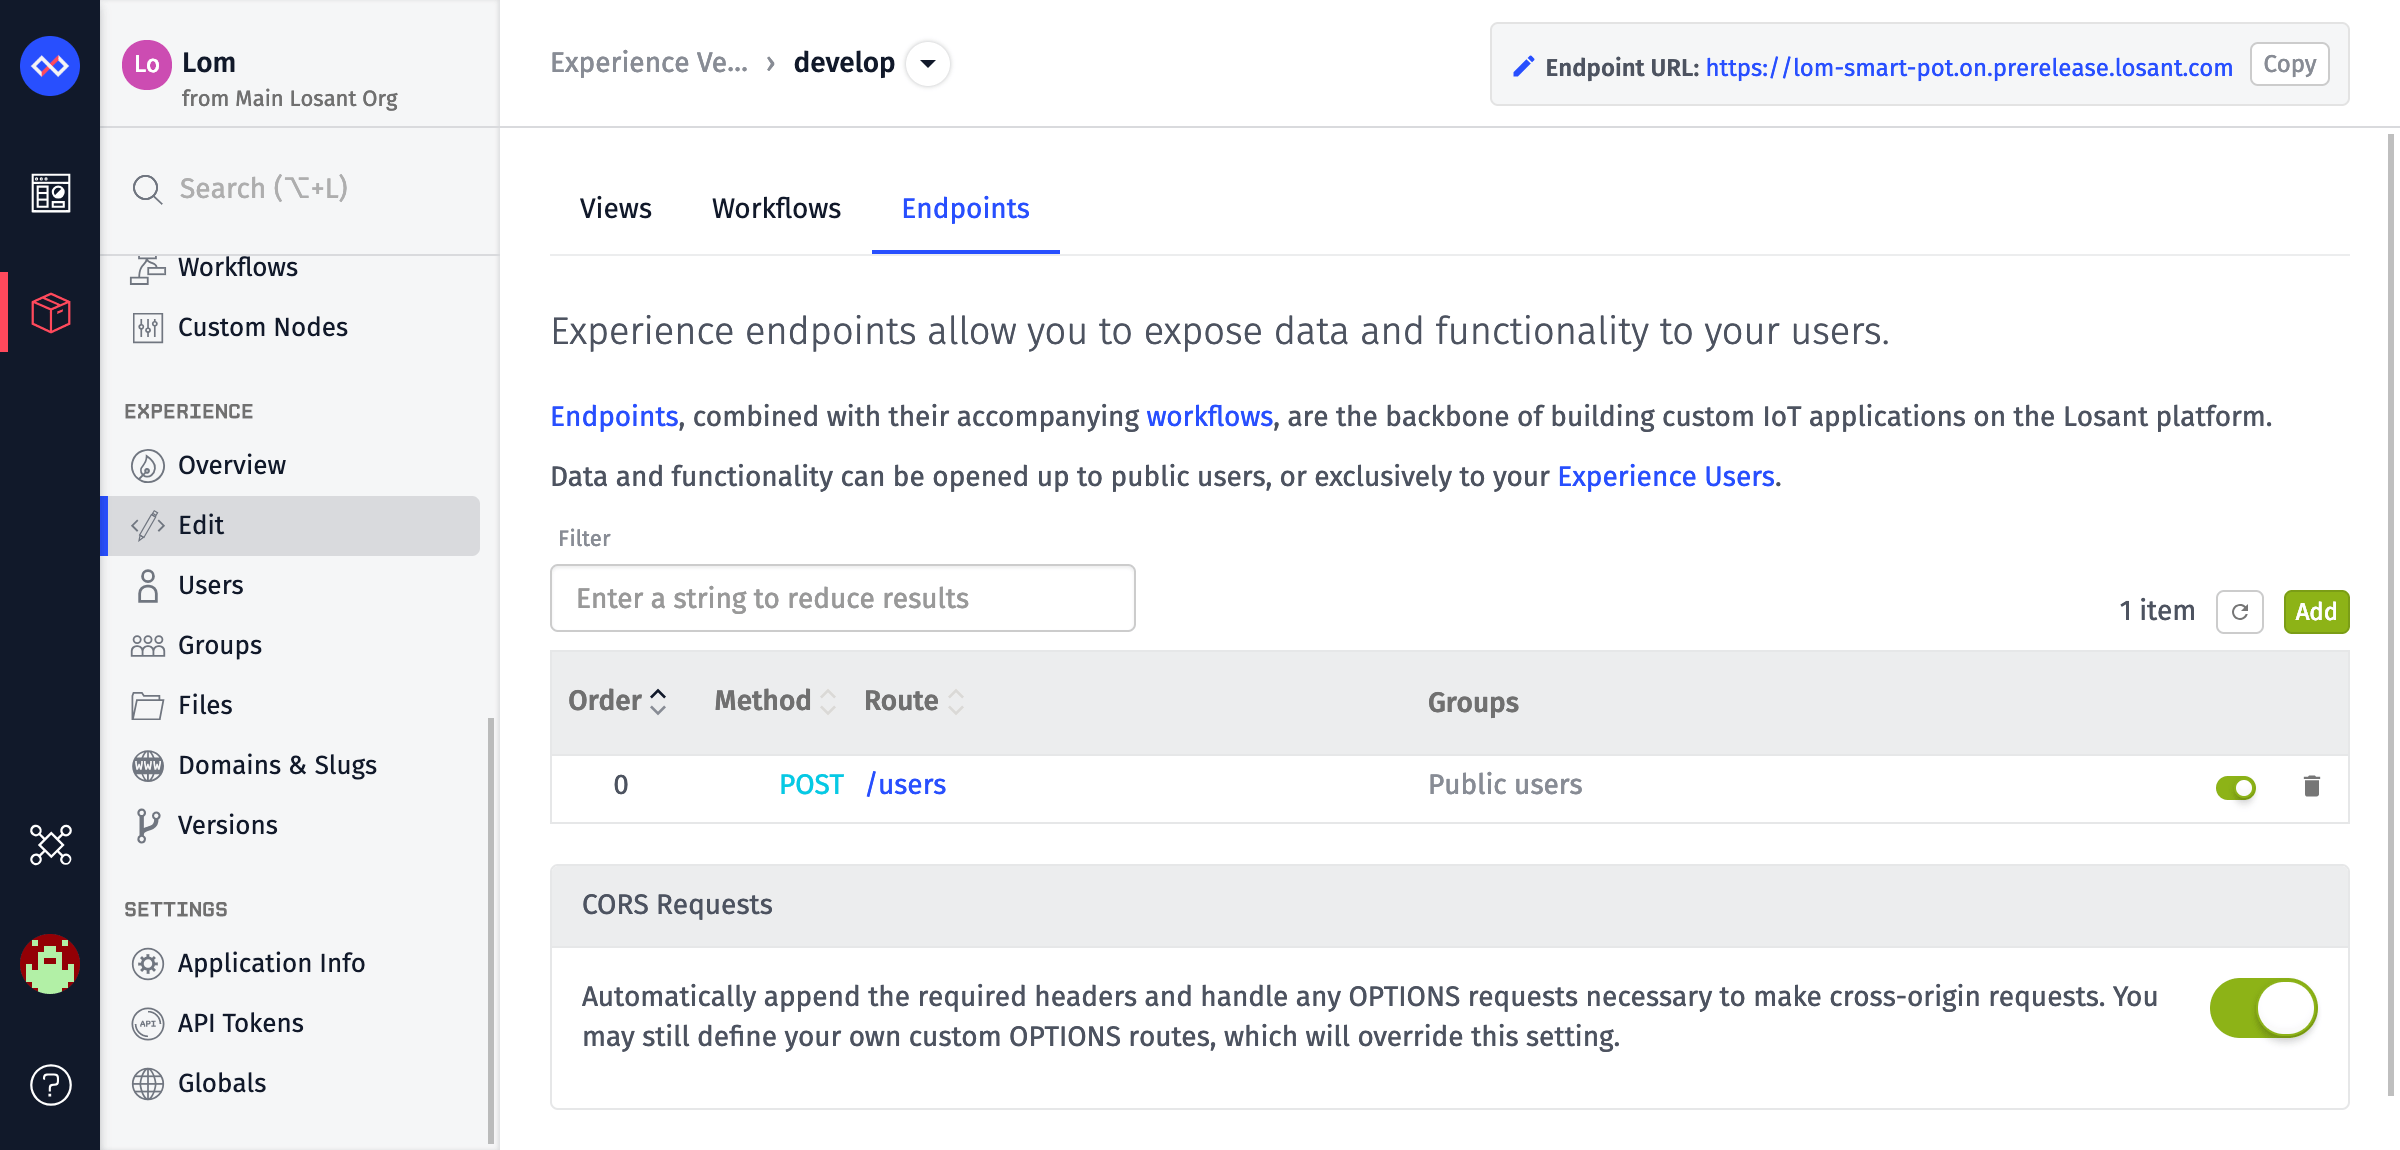 Lo
Lom
from Main Losant Org
Search (⌥+L)
Workflows
Custom Nodes
EXPERIENCE
Overview
Edit
Users
Groups
Files
WWW
Domains & Slugs
Versions
SETTINGS
Application Info
API
API Tokens
Globals
?
Experience Ve... › develop
Endpoint URL: https://lom-smart-pot.on.prerelease.losant.com
Copy
Views
Workflows
Endpoints
Experience endpoints allow you to expose data and functionality to your users.
Endpoints, combined with their accompanying workflows, are the backbone of building custom IoT applications on the Losant platform.
Data and functionality can be opened up to public users, or exclusively to your Experience Users.
Filter
Enter a string to reduce results
1 item
Add
Order Method Route Groups
0 POST /users Public users
CORS Requests
Automatically append the required headers and handle any OPTIONS requests necessary to make cross-origin requests. You
may still define your own custom OPTIONS routes, which will override this setting.